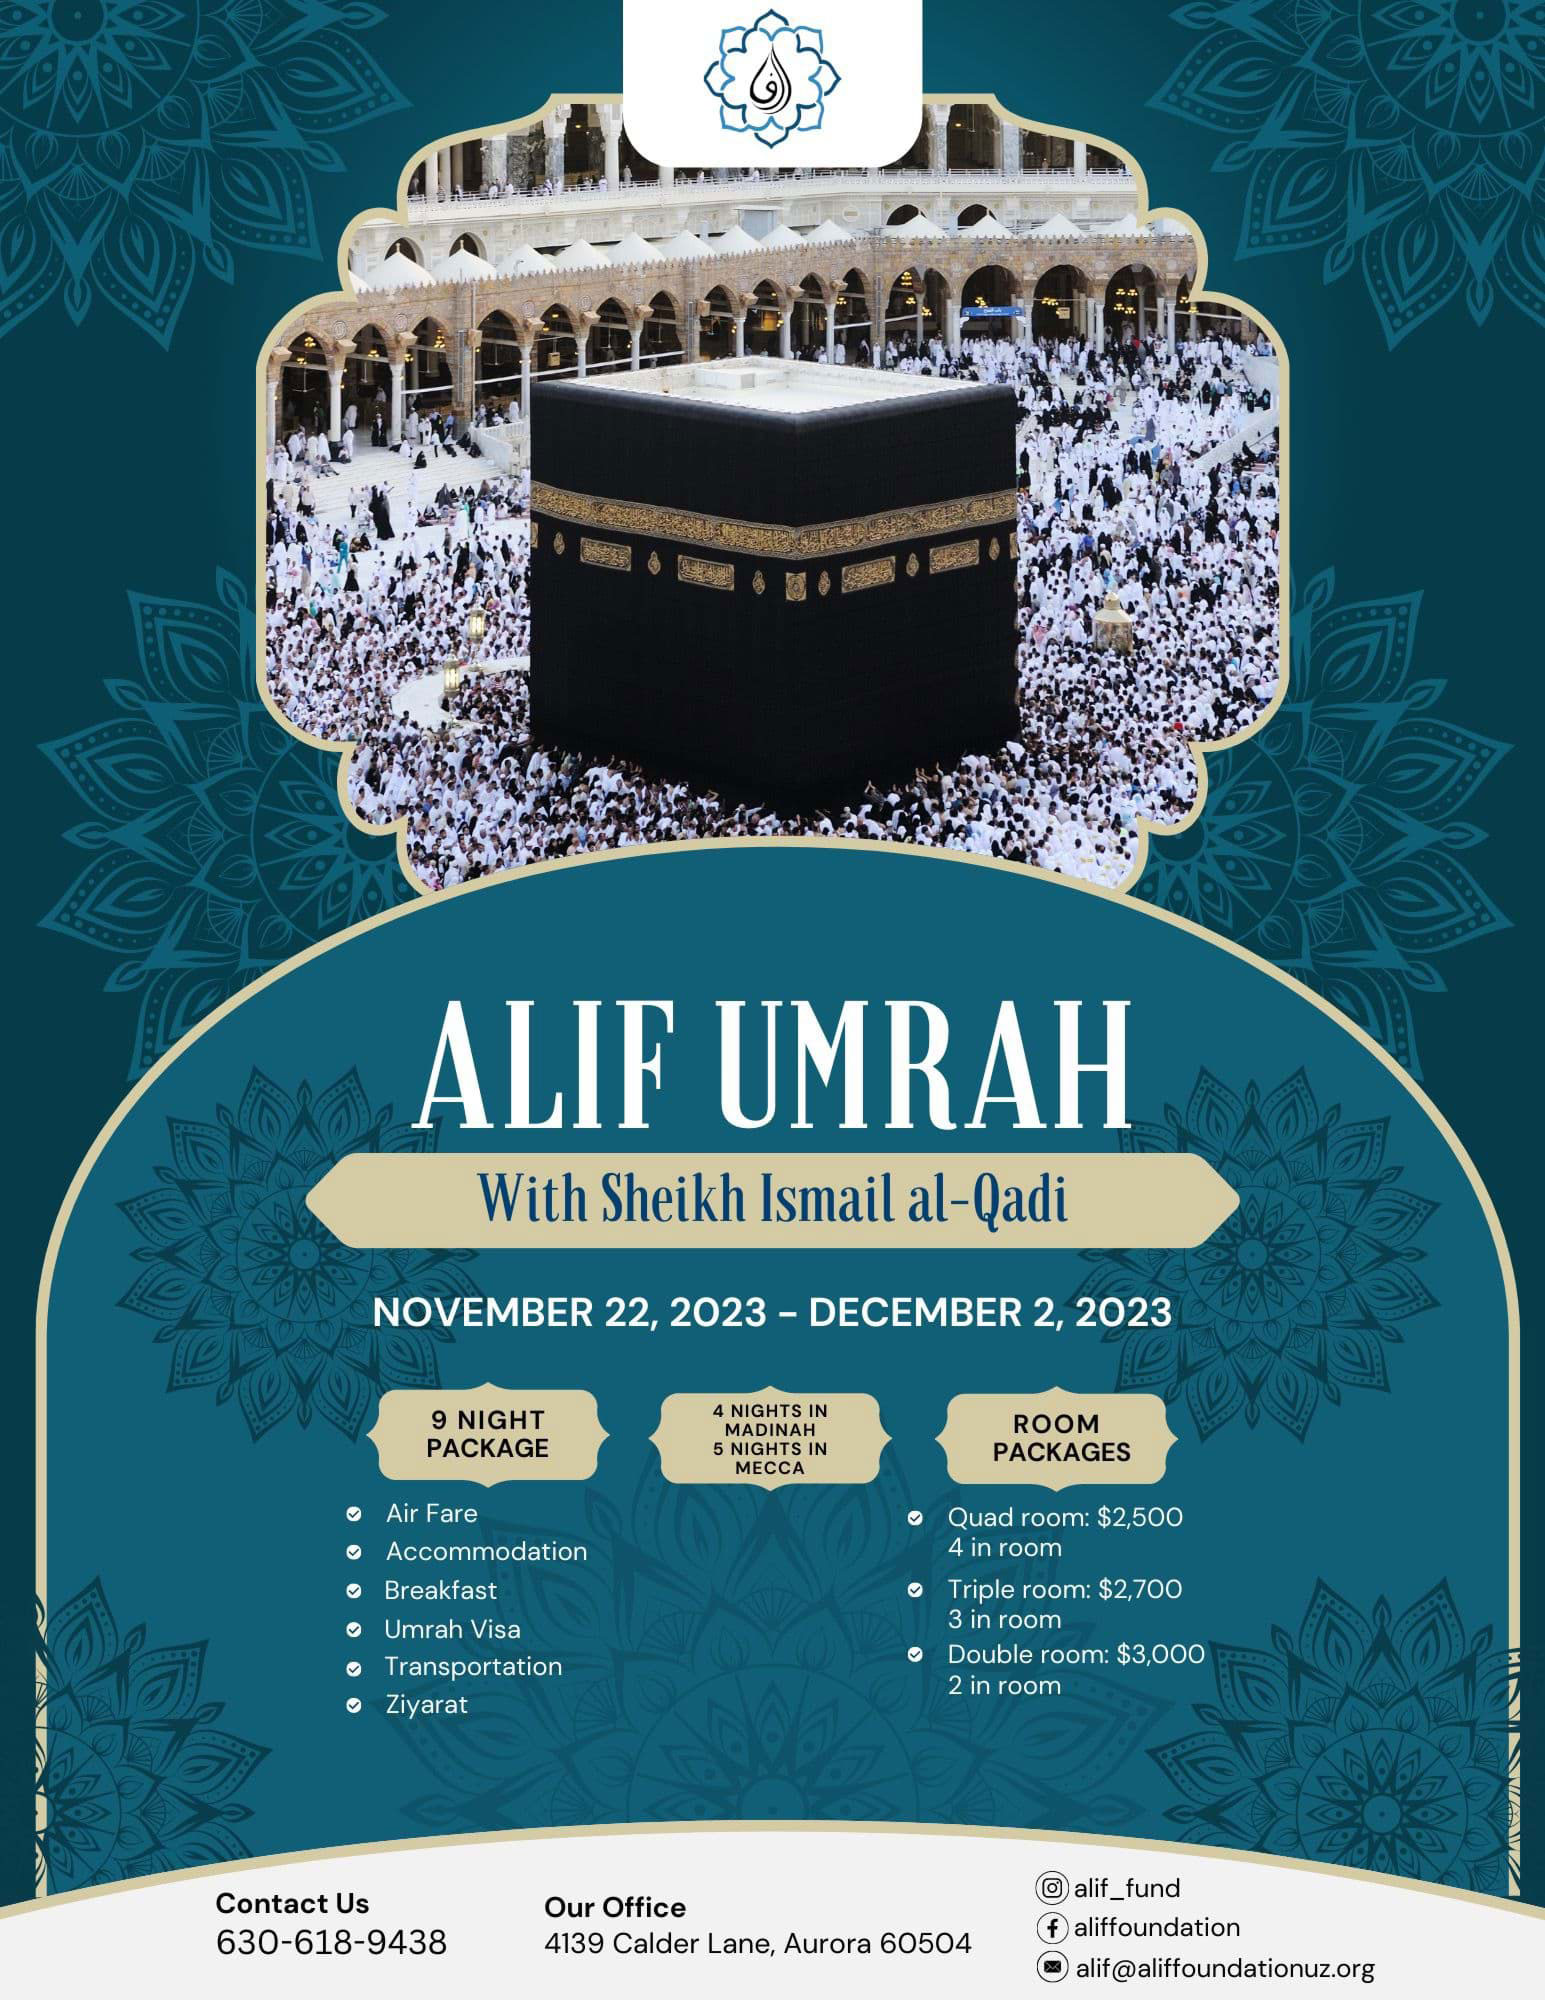 ALIF UMRAH
With Sheikh Ismail al-Qadi
NOVEMBER 22, 2023 - DECEMBER 2, 2023
9 NIGHT
PACKAGE
Air Fare
Accommodation
Breakfast
Umrah Visa
Transportation
Ziyarat
4 NIGHTS IN
MADINAH
5 NIGHTS IN
MECCA
ROOM
PACKAGES
Quad room: $2,500
4 in room
Triple room: $2,700
3 in room
Double room: $3,000
2 in room
Contact Us
630-618-9438
Our Office
4139 Calder Lane, Aurora 60504
alif_fund
aliffoundation
alif@aliffoundationuz.org